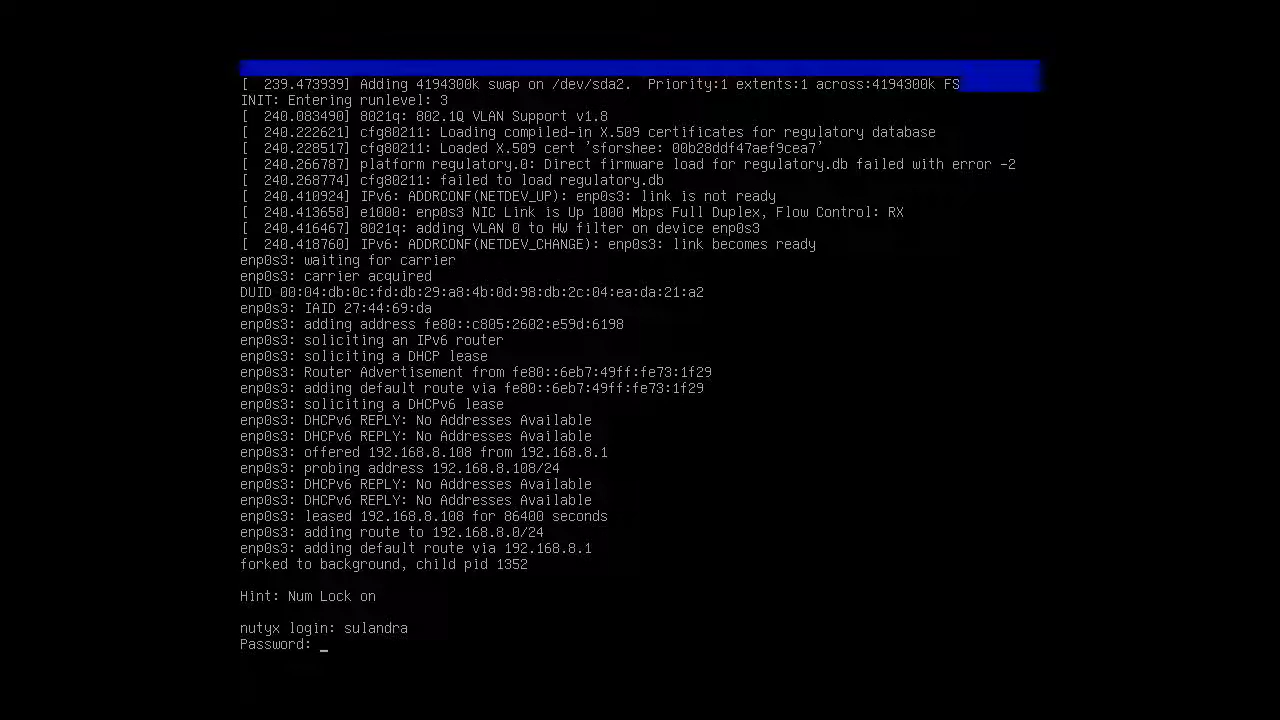 [  239.473939] Adding 4194300k swap on /dev/sda2.  Priority:1 extents:1 across:4194300k FS
INIT: Entering runlevel: 3
[  240.083490] 8021q: 802.1Q VLAN Support v1.8
[  240.222621] cfg80211: Loading compiled-in X.509 certificates for regulatory database
[  240.228517] cfg80211: Loaded X.509 cert 'sforshee: 00b28ddf47aef9cea7'
[  240.266787] platform regulatory.0: Direct firmware load for regulatory.db failed with error -2
[  240.268774] cfg80211: failed to load regulatory.db
[  240.410924] IPv6: ADDRCONF(NETDEV_UP): enp0s3: link is not ready
[  240.413658] e1000: enp0s3 NIC Link is Up 1000 Mbps Full Duplex, Flow Control: RX
[  240.416467] 8021q: adding VLAN 0 to HW filter on device enp0s3
[  240.418760] IPv6: ADDRCONF(NETDEV_CHANGE): enp0s3: link becomes ready
enp0s3: waiting for carrier
enp0s3: carrier acquired
DUID 00:04:db:0c:fd:db:29:a8:4b:0d:98:db:2c:04:ea:da:21:a2
enp0s3: IAID 27:44:69:da
enp0s3: adding address fe80::c805:2602:e59d:6198
enp0s3: soliciting an IPv6 router
enp0s3: soliciting a DHCP lease
enp0s3: Router Advertisement from fe80::6eb7:49ff:fe73:1f29
enp0s3: adding default route via fe80::6eb7:49ff:fe73:1f29
enp0s3: soliciting a DHCPv6 lease
enp0s3: DHCPv6 REPLY: No Addresses Available
enp0s3: DHCPv6 REPLY: No Addresses Available
enp0s3: offered 192.168.8.108 from 192.168.8.1
enp0s3: probing address 192.168.8.108/24
enp0s3: DHCPv6 REPLY: No Addresses Available
enp0s3: DHCPv6 REPLY: No Addresses Available
enp0s3: leased 192.168.8.108 for 86400 seconds
enp0s3: adding route to 192.168.8.0/24
enp0s3: adding default route via 192.168.8.1
forked to background, child pid 1352
Hint: Num Lock on
nutyx login: sulandra
Password: _